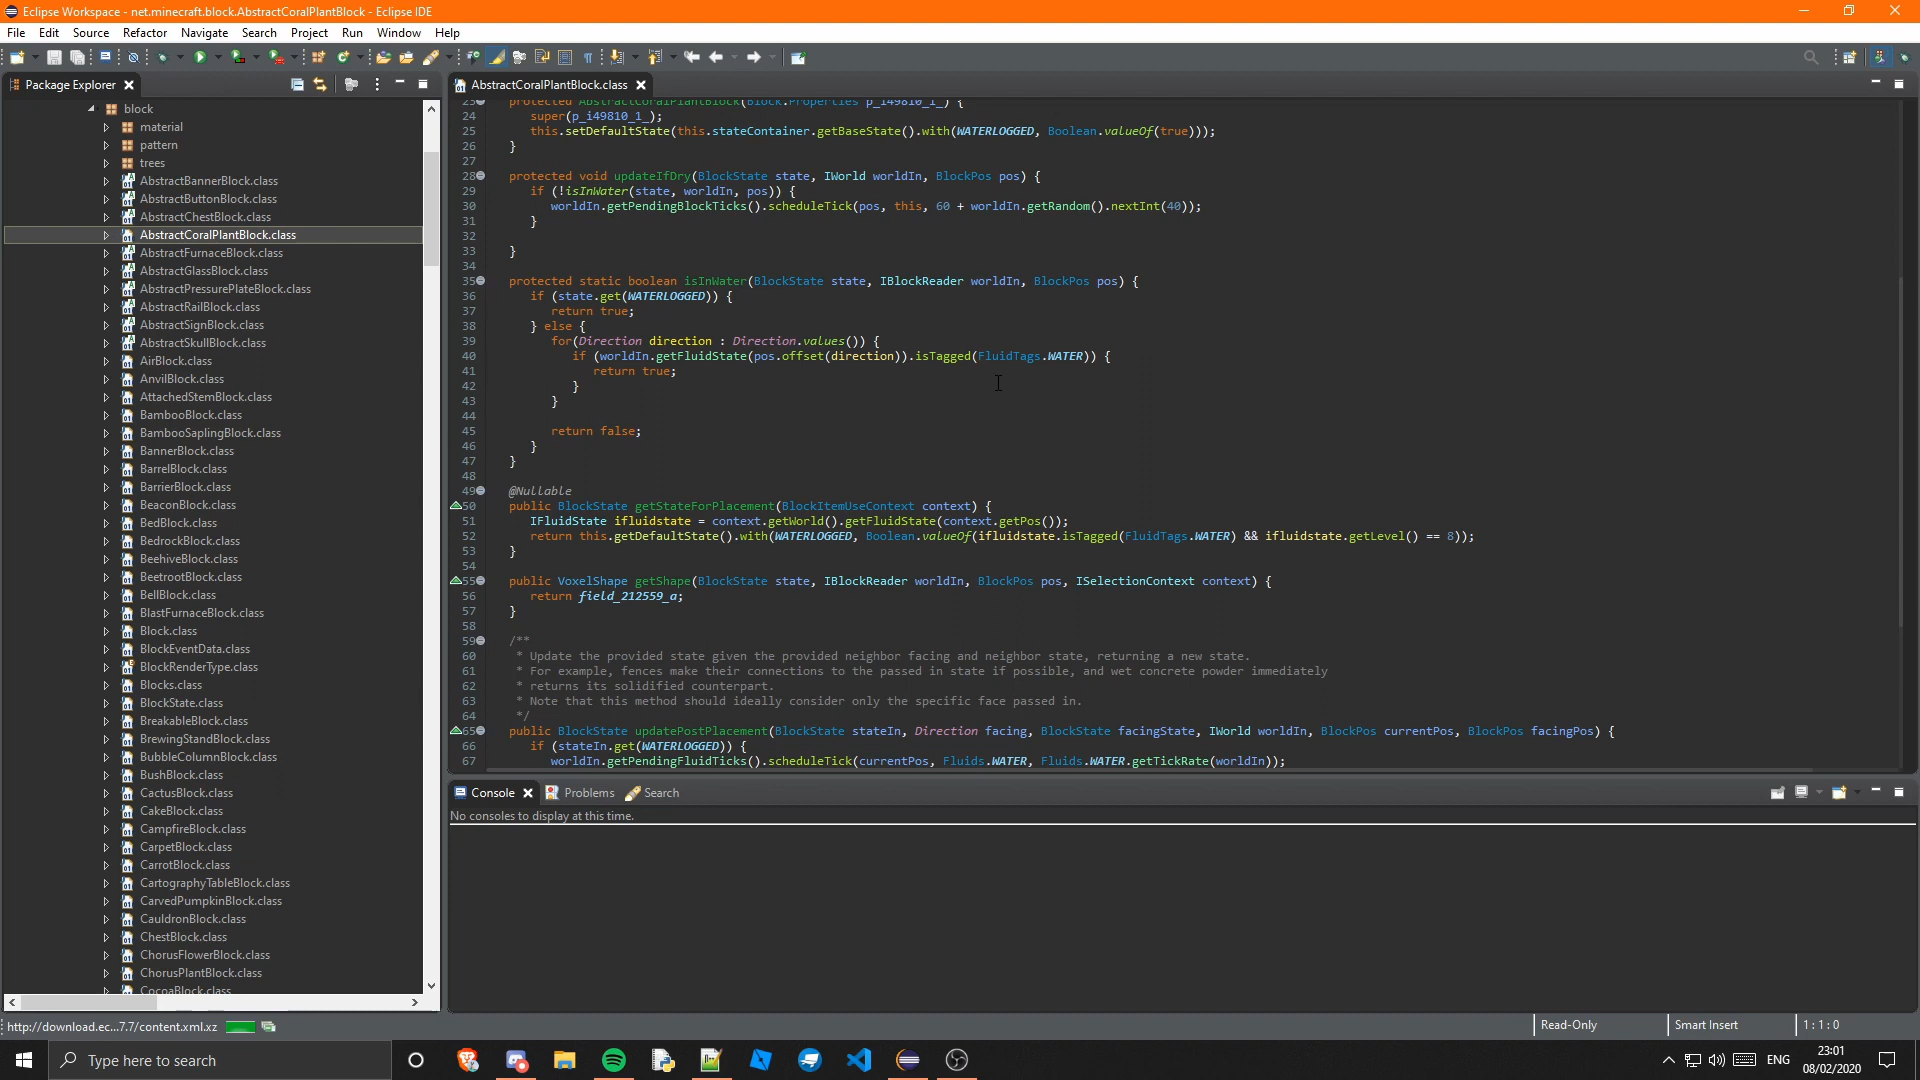 Eclipse Workspace - net.minecraft.block.AbstractCoralPlantBlock - Eclipse IDE
File Edit Source Refactor Navigate Search Project Run Window Help
Package Explorer
block
material
pattern
trees
AbstractBannerBlock.class
AbstractButtonBlock.class
AbstractChestBlock.class
AbstractCoralPlantBlock.class
AbstractFurnaceBlock.class
AbstractGlassBlock.class
AbstractPressurePlateBlock.class
AbstractRailBlock.class
AbstractSignBlock.class
AbstractSkullBlock.class
AirBlock.class
AnvilBlock.class
AttachedStemBlock.class
BambooBlock.class
BambooSaplingBlock.class
BannerBlock.class
BarrelBlock.class
BarrierBlock.class
BeaconBlock.class
BedBlock.class
BedrockBlock.class
BeehiveBlock.class
BeetrootBlock.class
BellBlock.class
BlastFurnaceBlock.class
Block.class
BlockEventData.class
BlockRenderType.class
Blocks.class
BlockState.class
BreakableBlock.class
BrewingStandBlock.class
BubbleColumnBlock.class
BushBlock.class
CactusBlock.class
CakeBlock.class
CampfireBlock.class
CarpetBlock.class
CarrotBlock.class
CartographyTableBlock.class
CarvedPumpkinBlock.class
CauldronBlock.class
ChestBlock.class
ChorusFlowerBlock.class
ChorusPlantBlock.class
CocoaBlock.class
AbstractCoralPlantBlock.class
23 protected AbstractCoralPlantBlock(Block.Properties p_i49810_1_) {
24 super(p_i49810_1_);
25 this.setDefaultState(this.stateContainer.getBaseState().with(WATERLOGGED, Boolean.valueOf(true)));
26 }
27
28 protected void updateIfDry(BlockState state, IWorld worldIn, BlockPos pos) {
29 if (!isInWater(state, worldIn, pos)) {
30 worldIn.getPendingBlockTicks().scheduleTick(pos, this, 60 + worldIn.getRandom().nextInt(40));
31 }
32
33 }
34
35 protected static boolean isInWater(BlockState state, IBlockReader worldIn, BlockPos pos) {
36 if (state.get(WATERLOGGED)) {
37 return true;
38 } else {
39 for(Direction direction : Direction.values()) {
40 if (worldIn.getFluidState(pos.offset(direction)).isTagged(FluidTags.WATER)) {
41 return true;
42 }
43 }
44
45 return false;
46 }
47 }
48
49 @Nullable
50 public BlockState getStateForPlacement(BlockItemUseContext context) {
51 IFluidState ifluidstate = context.getWorld().getFluidState(context.getPos());
52 return this.getDefaultState().with(WATERLOGGED, Boolean.valueOf(ifluidstate.isTagged(FluidTags.WATER) && ifluidstate.getLevel() == 8));
53 }
54
55 public VoxelShape getShape(BlockState state, IBlockReader worldIn, BlockPos pos, ISelectionContext context) {
56 return field_212559_a;
57 }
58
59 /**
60 * Update the provided state given the provided neighbor facing and neighbor state, returning a new state.
61 * For example, fences make their connections to the passed in state if possible, and wet concrete powder immediately
62 * returns its solidified counterpart.
63 * Note that this method should ideally consider only the specific face passed in.
64 */
65 public BlockState updatePostPlacement(BlockState stateIn, Direction facing, BlockState facingState, IWorld worldIn, BlockPos currentPos, BlockPos facingPos) {
66 if (stateIn.get(WATERLOGGED)) {
67 worldIn.getPendingFluidTicks().scheduleTick(currentPos, Fluids.WATER, Fluids.WATER.getTickRate(worldIn));
Console Problems Search
No consoles to display at this time.
http://download.ec...7.7/content.xml.xz
Read-Only Smart Insert 1 : 1 : 0
Type here to search
ENG
23:01
08/02/2020